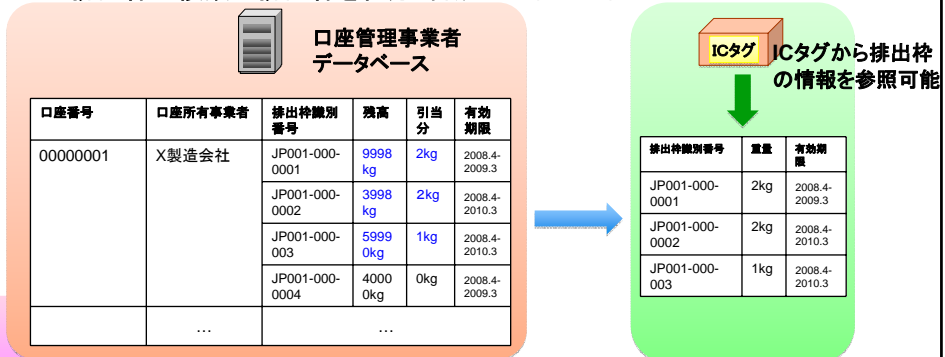 口座管理事業者
データベース
口座番号
口座所有事業者
排出枠識別
番号
残高
引当
分
有効
期限
00000001
X製造会社
JP001-000-
0001
9998
kg
2kg
2008.4-
2009.3
JP001-000-
0002
3998
kg
2kg
2008.4-
2010.3
JP001-000-
003
5999
0kg
1kg
2008.4-
2010.3
JP001-000-
0004
4000
0kg
0kg
2008.4-
2009.3
…
…
ICタグ
ICタグから排出枠
の情報を参照可能
排出枠識別番号
重量
有効期
限
JP001-000-
0001
2kg
2008.4-
2009.3
JP001-000-
0002
2kg
2008.4-
2010.3
JP001-000-
003
1kg
2008.4-
2010.3